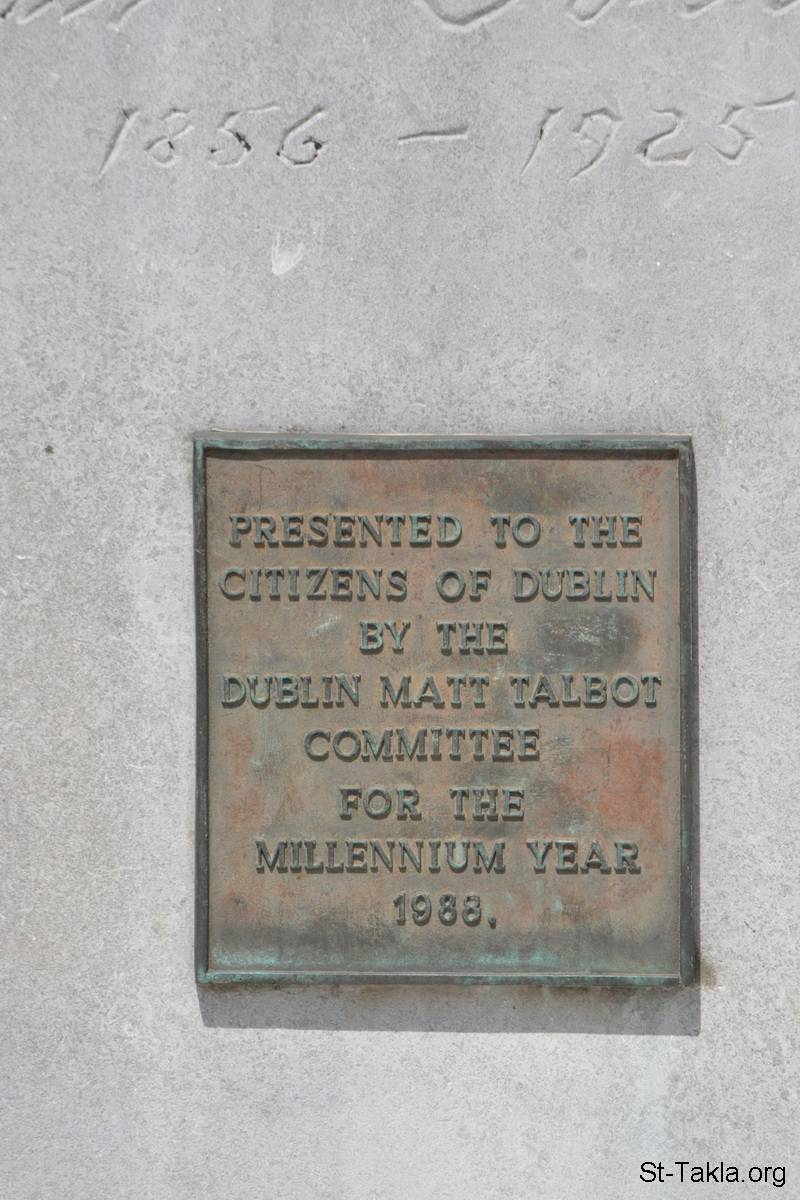 1856 – 1925
PRESENTED TO THE
CITIZENS OF DUBLIN
BY THE
DUBLIN MATT TALBOT
COMMITTEE
FOR THE
MILLENNIUM YEAR
1988.
St-Takla.org